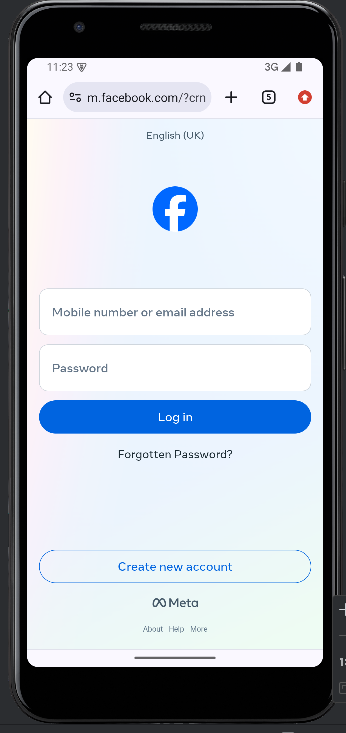 11:23 3G
m.facebook.com/?crn 5
English (UK)
Mobile number or email address
Password
Log in
Forgotten Password?
Create new account
Meta
About Help More